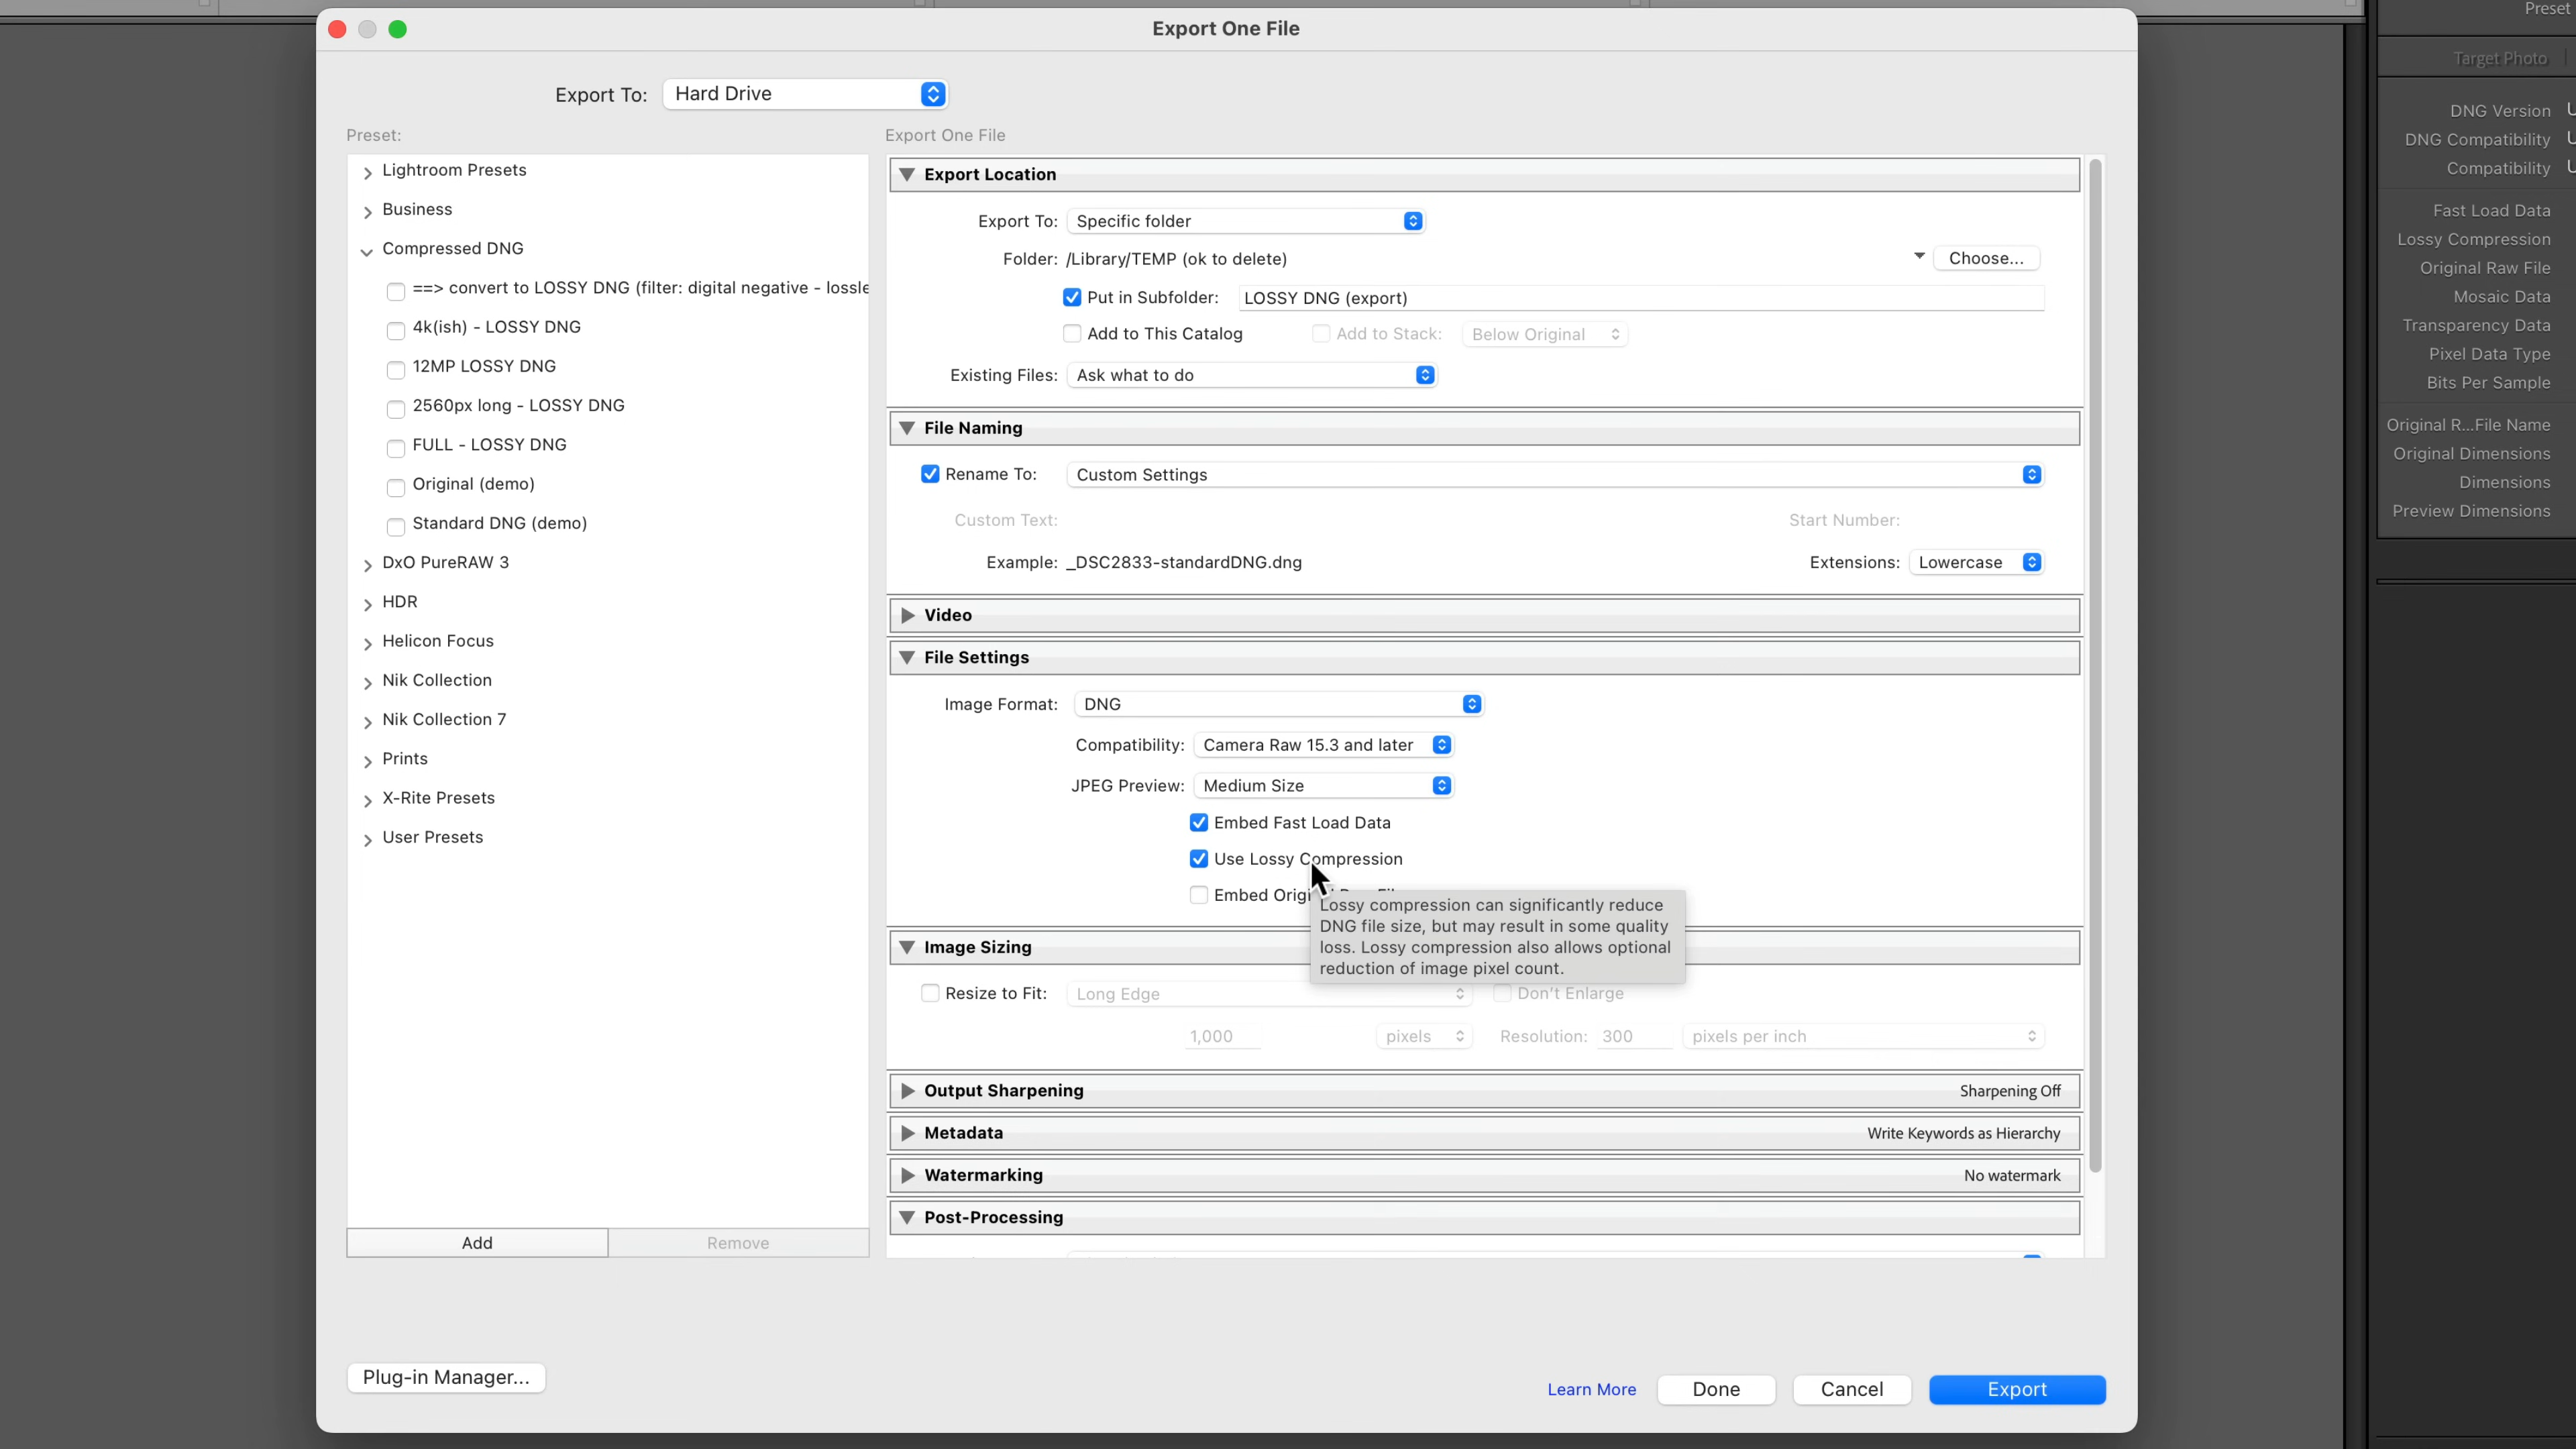 Export One File
Preset
Export To: Hard Drive
Target Photo
Preset:
Lightroom Presets
Business
Compressed DNG
==> convert to LOSSY DNG (filter: digital negative - lossle
4k(ish) - LOSSY DNG
12MP LOSSY DNG
2560px long - LOSSY DNG
FULL - LOSSY DNG
Original (demo)
Standard DNG (demo)
DxO PureRAW 3
HDR
Helicon Focus
Nik Collection
Nik Collection 7
Prints
X-Rite Presets
User Presets
Add Remove
Plug-in Manager...
Export One File
Export Location
Export To: Specific folder
Folder: /Library/TEMP (ok to delete) Choose...
Put in Subfolder: LOSSY DNG (export)
Add to This Catalog Add to Stack: Below Original
Existing Files: Ask what to do
File Naming
Rename To: Custom Settings
Custom Text: Start Number:
Example: _DSC2833-standardDNG.dng Extensions: Lowercase
Video
File Settings
Image Format: DNG
Compatibility: Camera Raw 15.3 and later
JPEG Preview: Medium Size
Embed Fast Load Data
Use Lossy Compression
Embed Origi
Lossy compression can significantly reduce
DNG file size, but may result in some quality
loss. Lossy compression also allows optional
reduction of image pixel count.
Image Sizing
Resize to Fit: Long Edge Don't Enlarge
1,000 pixels Resolution: 300 pixels per inch
Output Sharpening Sharpening Off
Metadata Write Keywords as Hierarchy
Watermarking No watermark
Post-Processing
Learn More Done Cancel Export
DNG Version
DNG Compatibility
Compatibility
Fast Load Data
Lossy Compression
Original Raw File
Mosaic Data
Transparency Data
Pixel Data Type
Bits Per Sample
Original R...File Name
Original Dimensions
Dimensions
Preview Dimensions